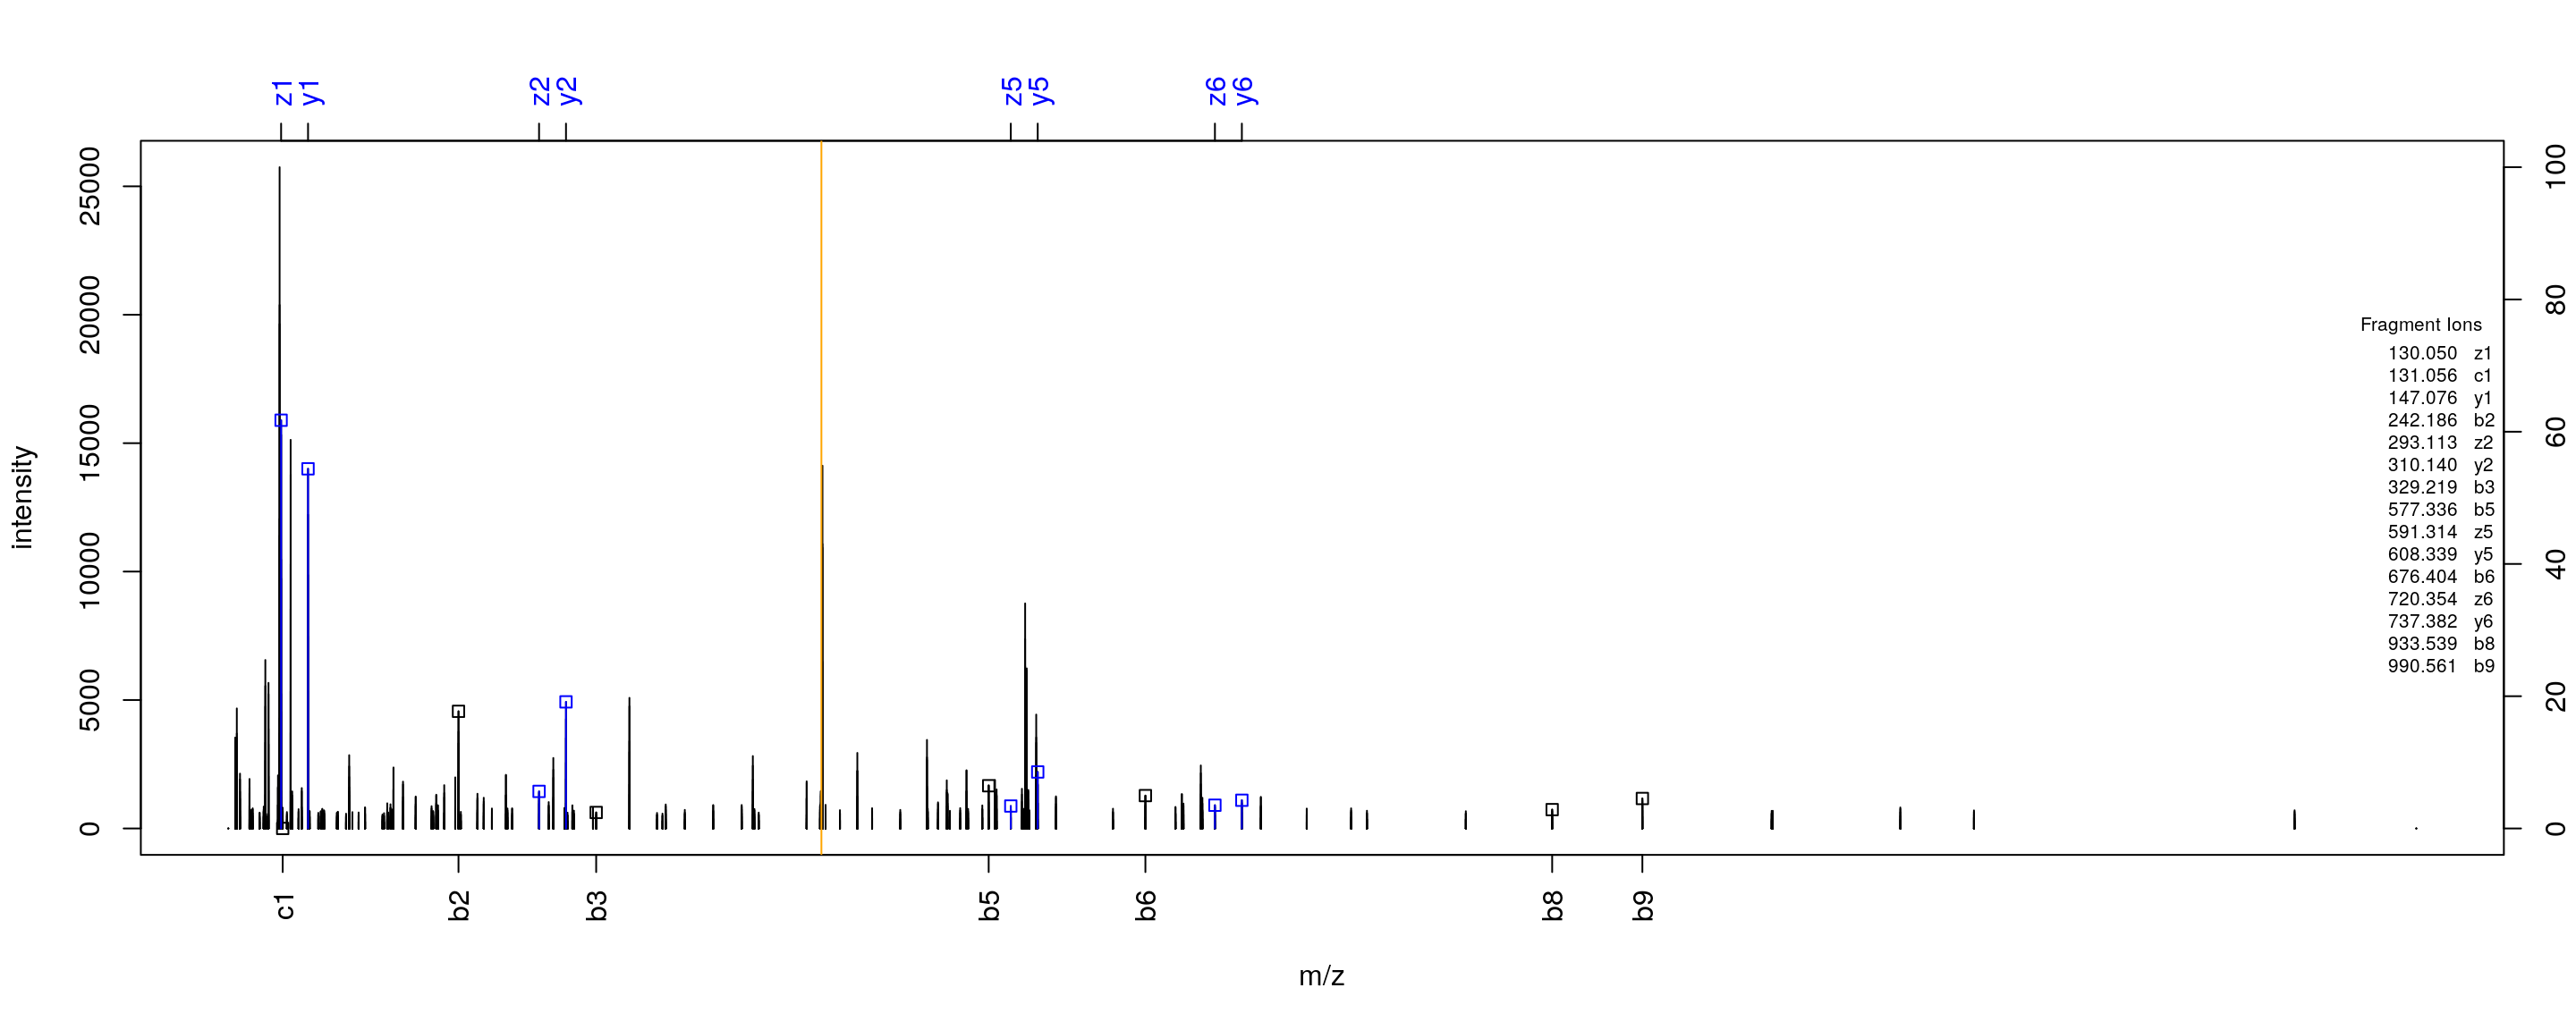 z1 y1 z2 y2 z5 y5 z6 y6
25000
20000
15000
10000
5000
0
intensity
100
80
60
40
20
0
Fragment Ions
130.050 z1
131.056 c1
147.076 y1
242.186 b2
293.113 z2
310.140 y2
329.219 b3
577.336 b5
591.314 z5
608.339 y5
676.404 b6
720.354 z6
737.382 y6
933.539 b8
990.561 b9
c1 b2 b3 b5 b6 b8 b9
m/z